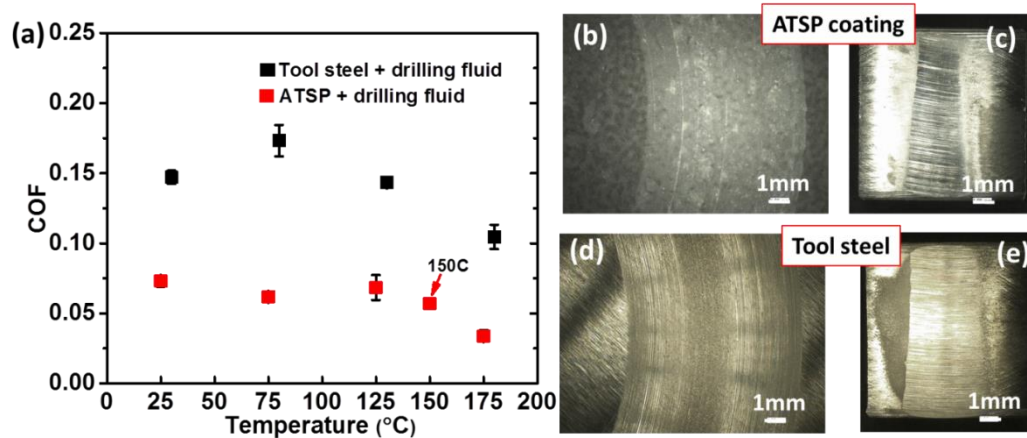 (a)
0.25
0.20
0.15
0.10
0.05
0.00
COF
Tool steel + drilling fluid
ATSP + drilling fluid
150C
0 25 50 75 100 125 150 175 200
Temperature (°C)
ATSP coating
(b)
1mm
(c)
1mm
Tool steel
(d)
1mm
(e)
1mm